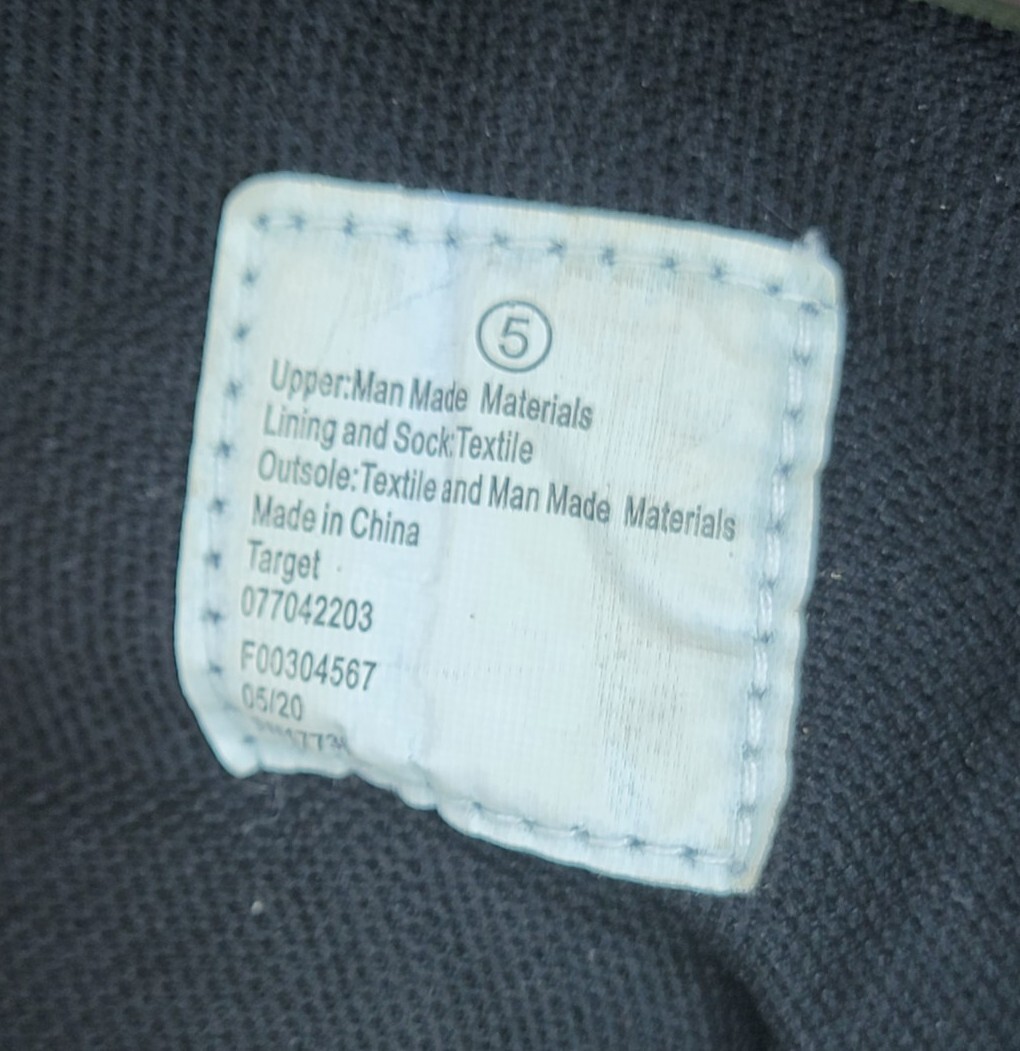 5
Upper:Man Made Materials
Lining and Sock:Textile
Outsole:Textile and Man Made Materials
Made in China
Target
077042203
F00304567
05/20